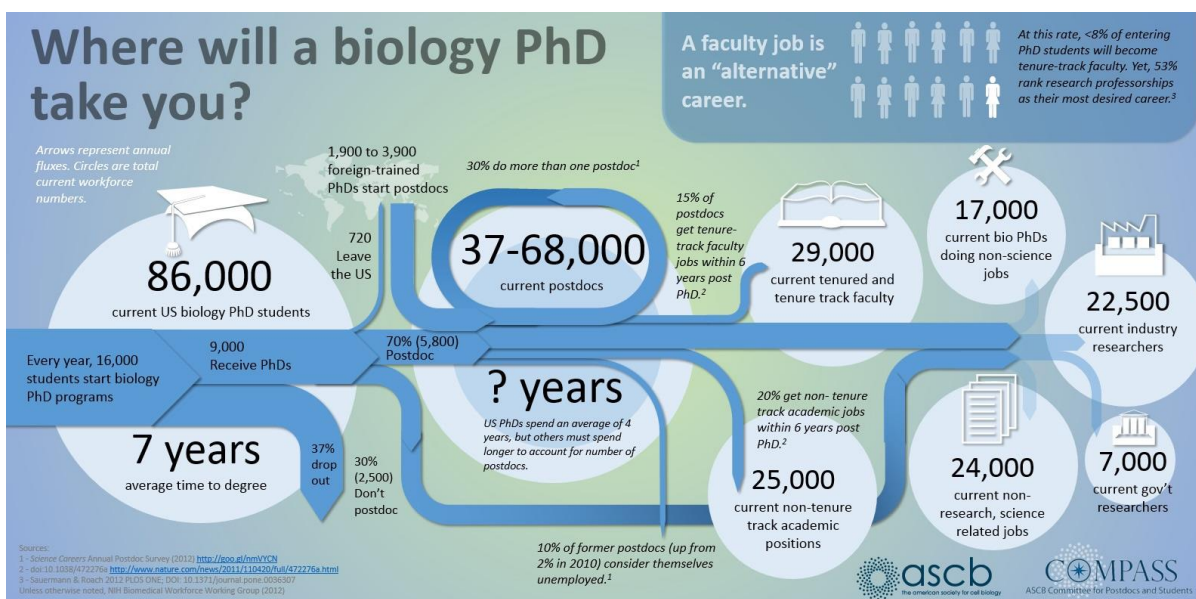 Where will a biology PhD
take you?
A faculty job is
an “alternative”
career.
At this rate, <8% of entering
PhD students will become
tenure-track faculty. Yet, 53%
rank research professorships
as their most desired career.3
Arrows represent annual
fluxes. Circles are total
current workforce
numbers.
86,000
current US biology PhD students
Every year, 16,000
students start biology
PhD programs
9,000
Receive PhDs
7 years
average time to degree
37%
drop
out
720
Leave
the US
1,900 to 3,900
foreign-trained
PhDs start postdocs
70% (5,800)
Postdoc
30%
(2,500)
Don’t
postdoc
30% do more than one postdoc1
37-68,000
current postdocs
? years
US PhDs spend an average of 4
years, but others must spend
longer to account for number of
postdocs.
15% of
postdocs
get tenure-
track faculty
jobs within 6
years post
PhD.2
29,000
current tenured and
tenure track faculty
20% get non- tenure
track academic jobs
within 6 years post
PhD.2
25,000
current non-tenure
track academic
positions
10% of former postdocs (up from
2% in 2010) consider themselves
unemployed.1
17,000
current bio PhDs
doing non-science
jobs
22,500
current industry
researchers
24,000
current non-
research, science
related jobs
7,000
current gov’t
researchers
Sources:
1 - Science Careers Annual Postdoc Survey (2012) http://goo.gl/nmVYCN
2 - doi:10.1038/472276a http://www.nature.com/news/2011/110420/full/472276a.html
3 - Sauermann & Roach 2012 PLOS ONE; DOI: 10.1371/journal.pone.0036307
Unless otherwise noted, NIH Biomedical Workforce Working Group (2012)
ascb
the american society for cell biology
COMPASS
ASCB Committee for Postdocs and Students